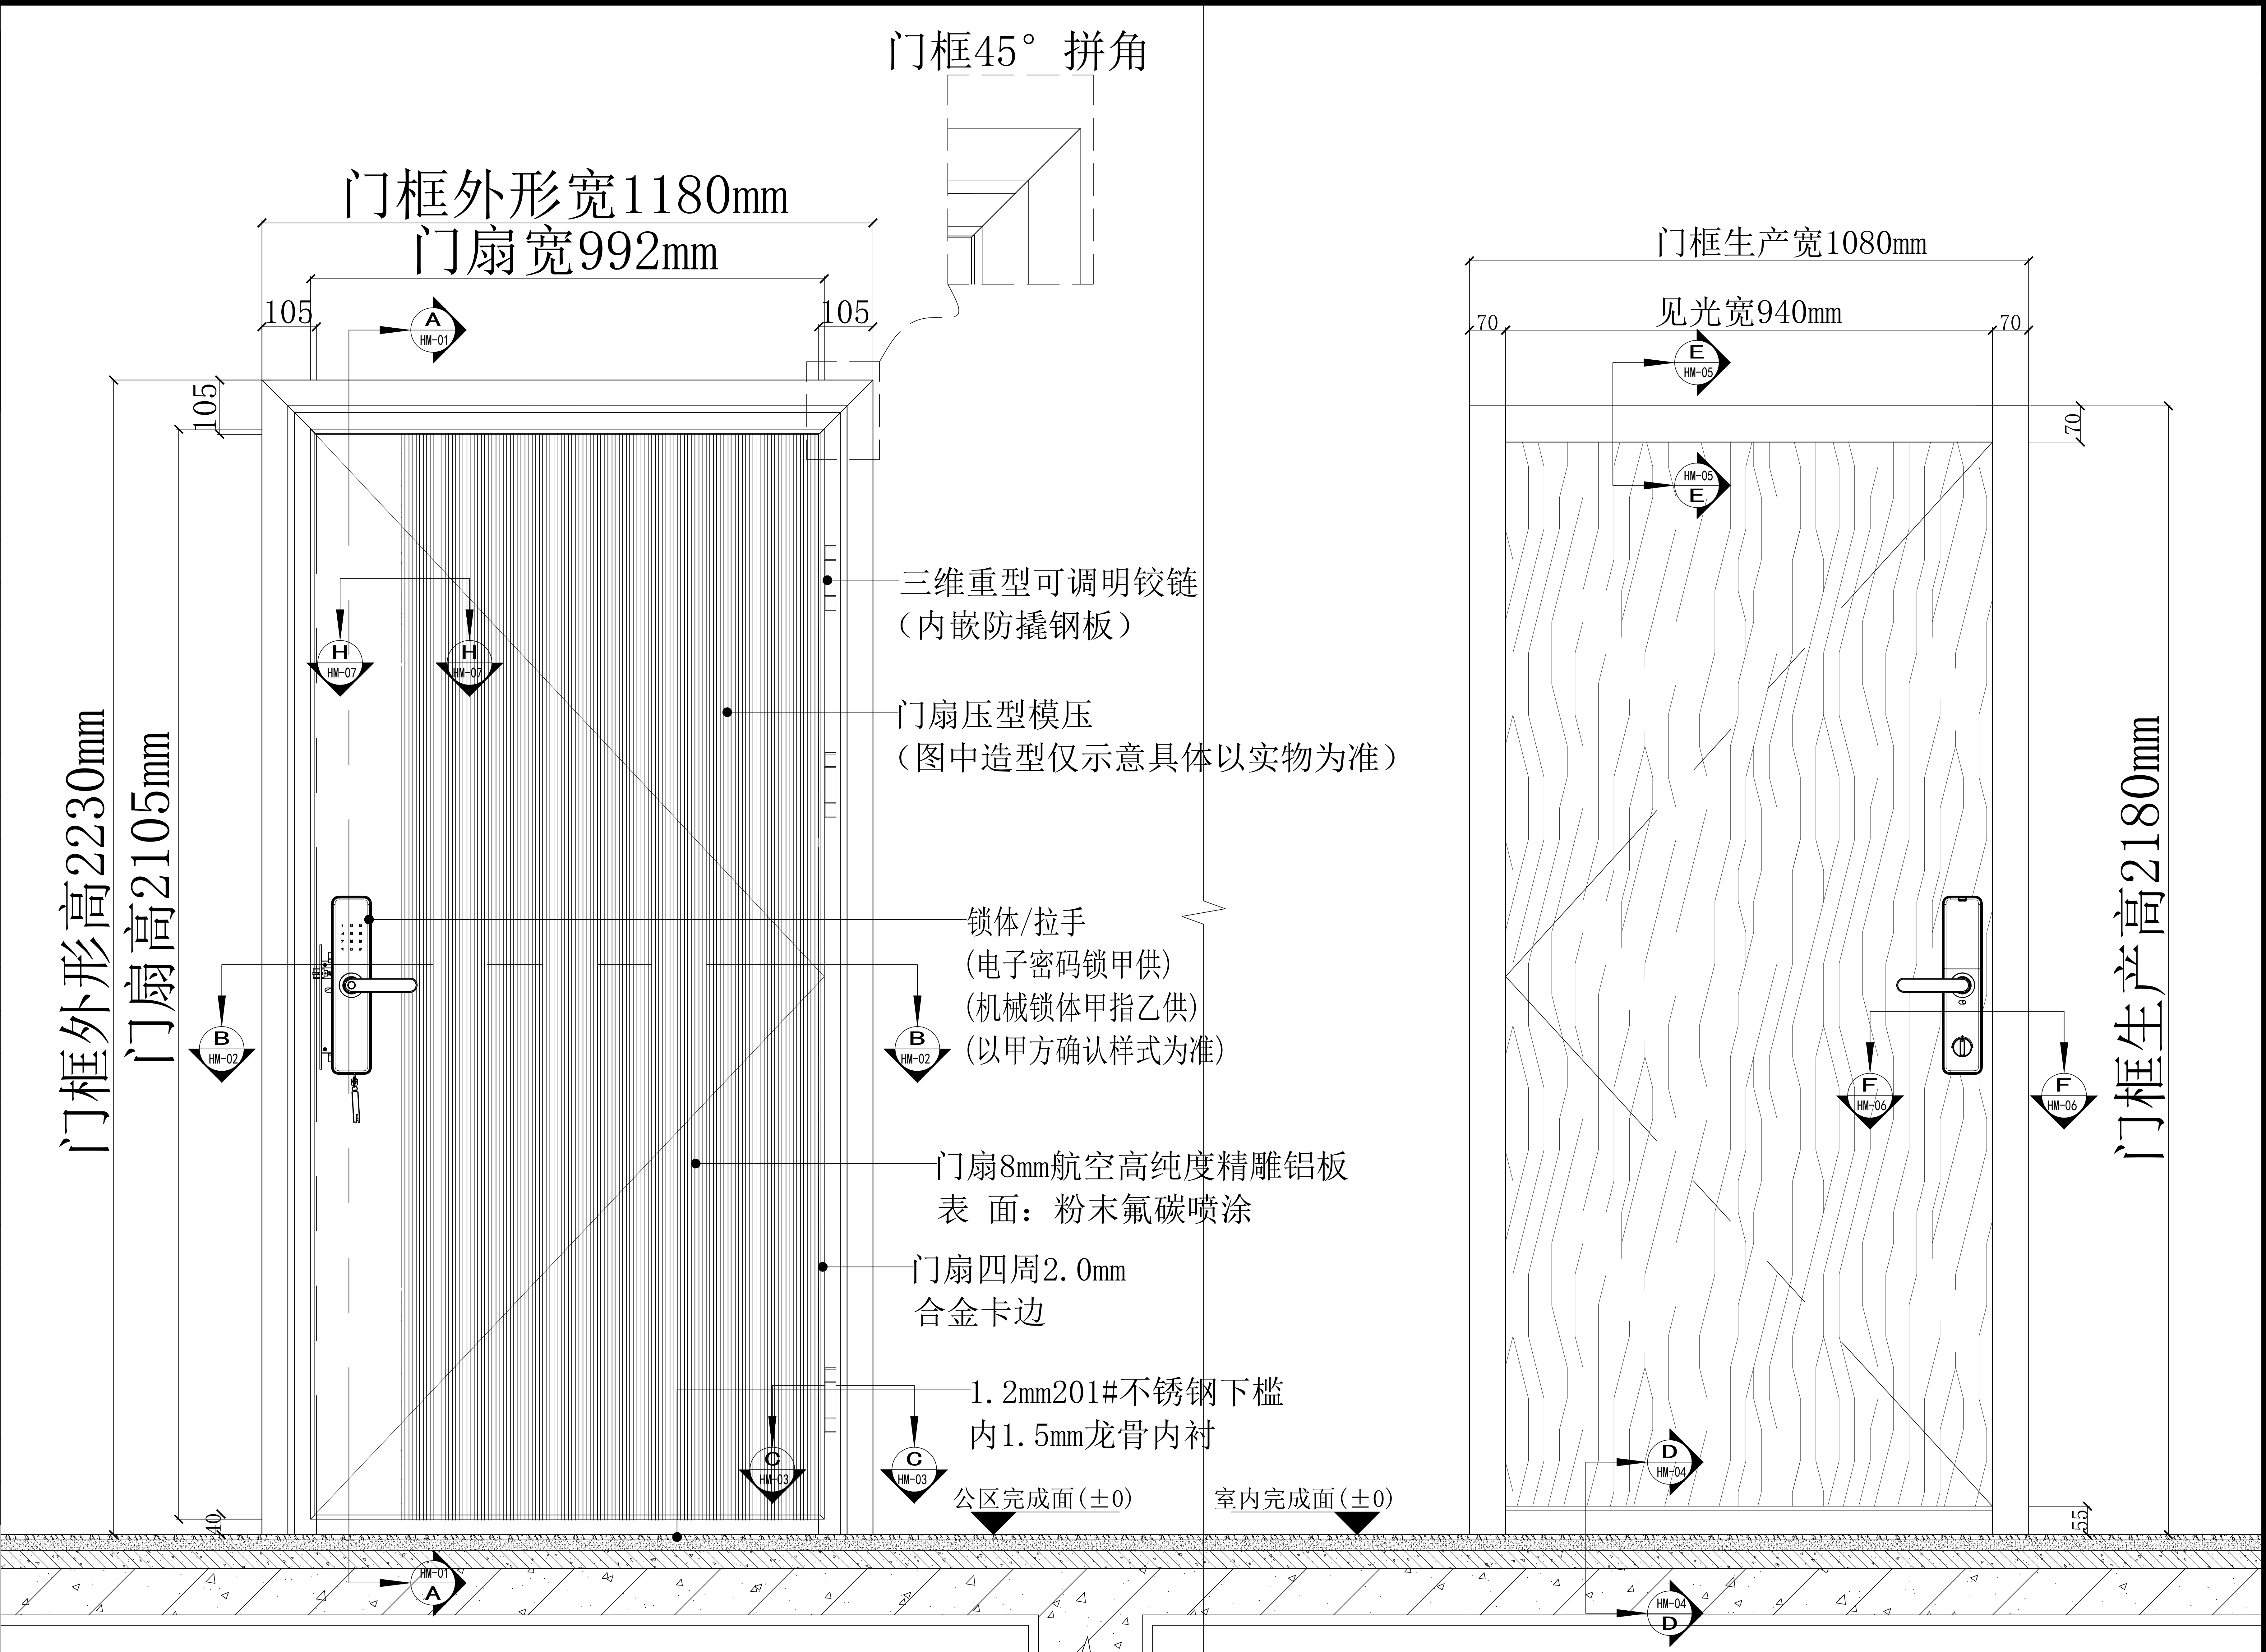 门框45° 拼角
门框外形宽1180mm
门扇宽992mm
105
105
A
HM-01
门框生产宽1080mm
见光宽940mm
70
70
E
HM-05
105
70
HM-05
E
三维重型可调明铰链
（内嵌防撬钢板）
H
HM-07
H
HM-07
门扇压型模压
（图中造型仅示意具体以实物为准）
门框外形高2230mm
门扇高2105mm
门框生产高2180mm
锁体/拉手
(电子密码锁甲供)
(机械锁体甲指乙供)
(以甲方确认样式为准)
B
HM-02
B
HM-02
F
HM-06
F
HM-06
门扇8mm航空高纯度精雕铝板
表 面：粉末氟碳喷涂
门扇四周2.0mm
合金卡边
1.2mm201#不锈钢下槛
内1.5mm龙骨内衬
C
HM-03
C
HM-03
D
HM-04
公区完成面(±0)
室内完成面(±0)
40
55
HM-01
A
HM-04
D